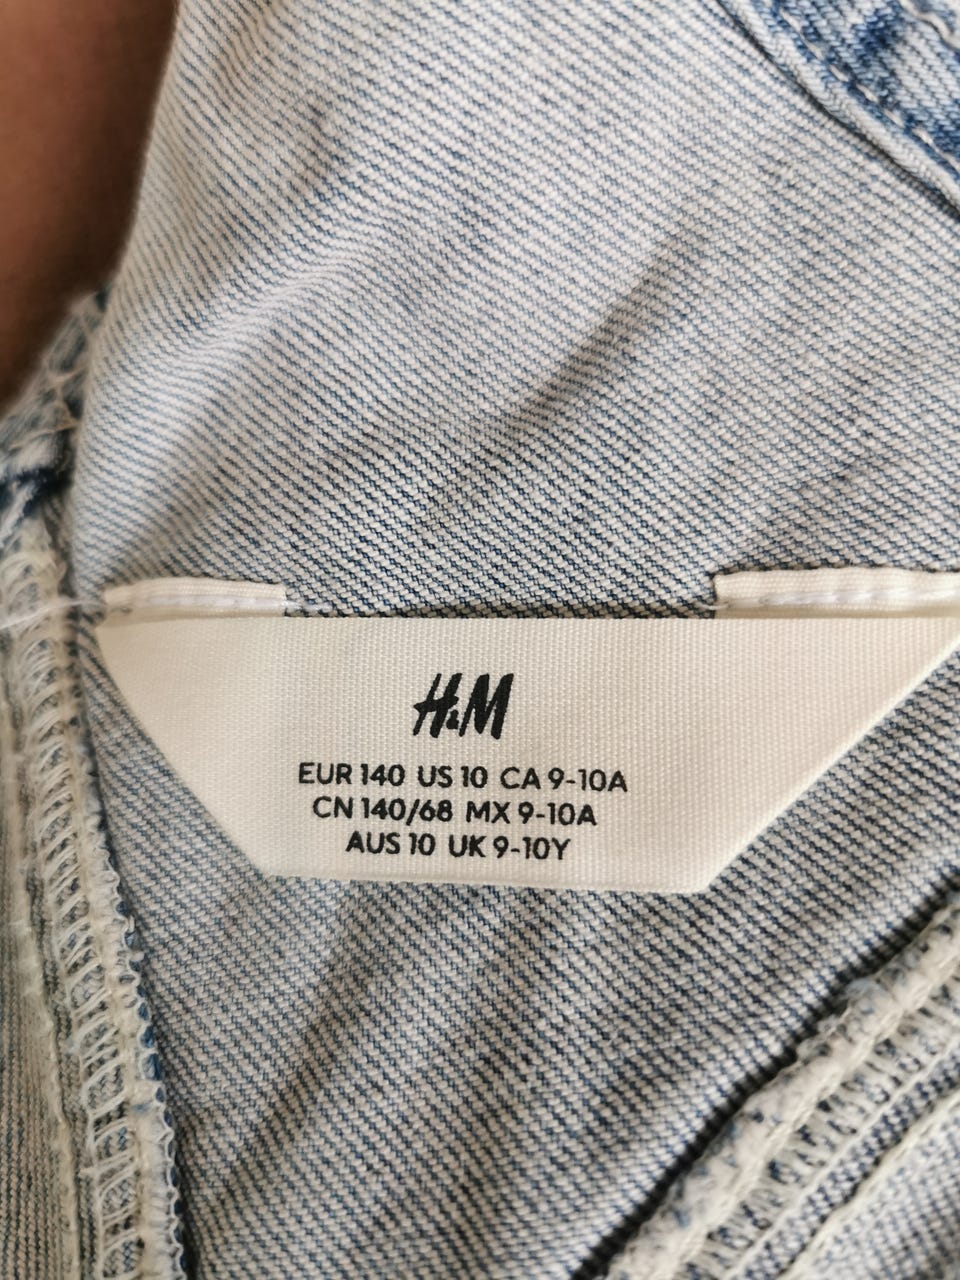 H&M
EUR 140 US 10 CA 9-10A
CN 140/68 MX 9-10A
AUS 10 UK 9-10Y